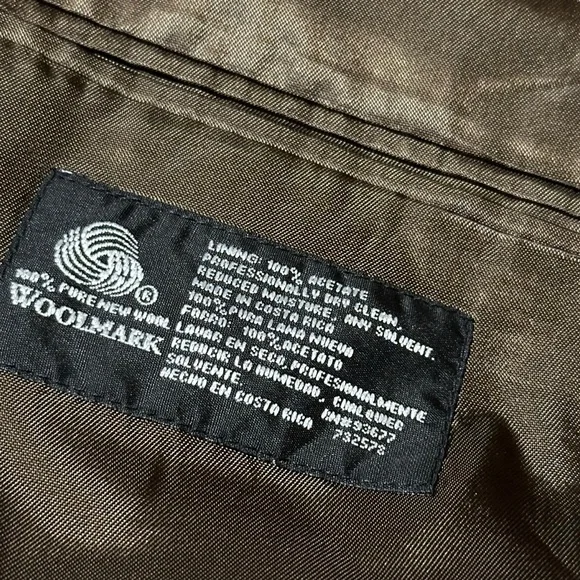 ®
100% PURE NEW WOOL
WOOLMARK
LINING: 100% ACETATE
PROFESSIONALLY DRY CLEAN.
REDUCED MOISTURE. ANY SOLVENT.
MADE IN COSTA RICA
100% PURA LANA NUEVA
FARRO: 100% ACETATO
LAVAR EN SECO, PROFESIONALMENTE
REDUCIR LA HUMEDAD, CUALQUIER
SOLVENTE.
HECHO EN COSTA RICA
RN#93677
732578